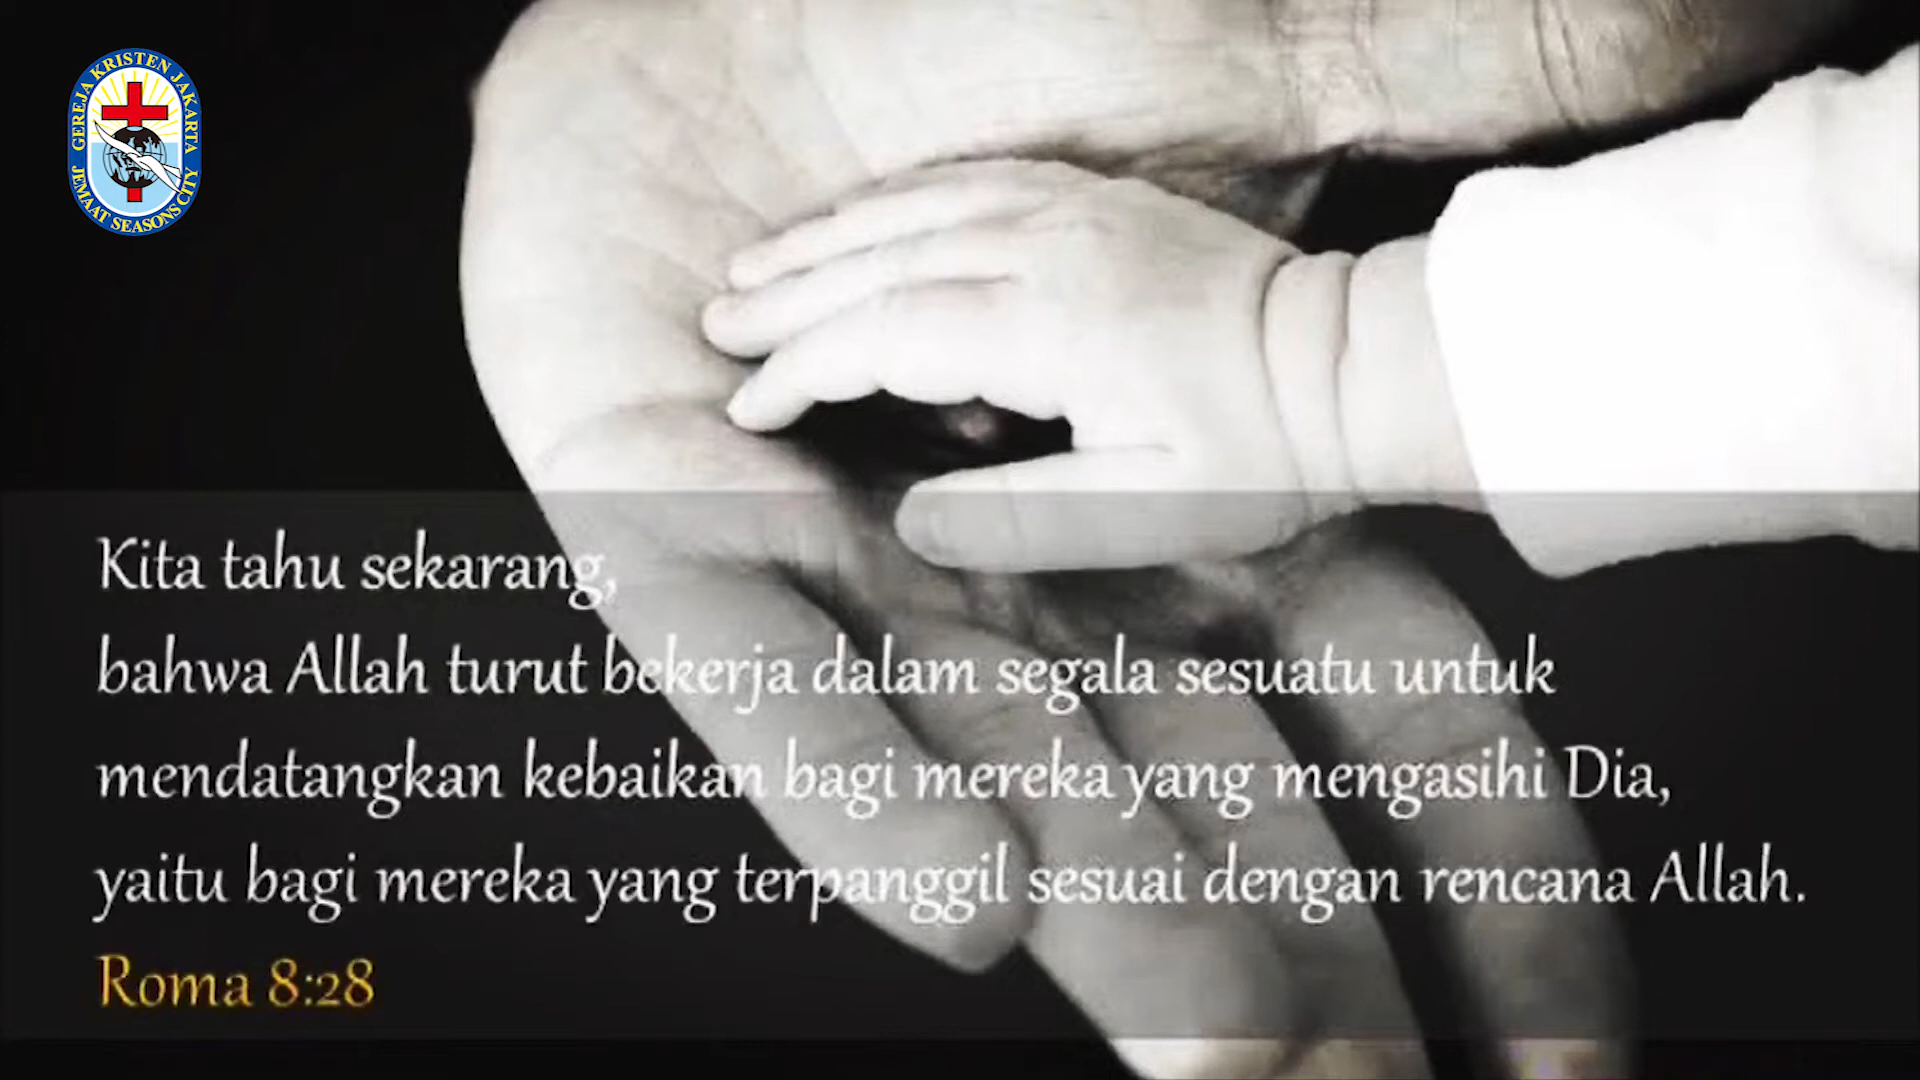 GEREJA KRISTEN JAKARTA
JEMAAT SEASONS CITY
Kita tahu sekarang,
bahwa Allah turut bekerja dalam segala sesuatu untuk
mendatangkan kebaikan bagi mereka yang mengasihi Dia,
yaitu bagi mereka yang terpanggil sesuai dengan rencana Allah.
Roma 8:28